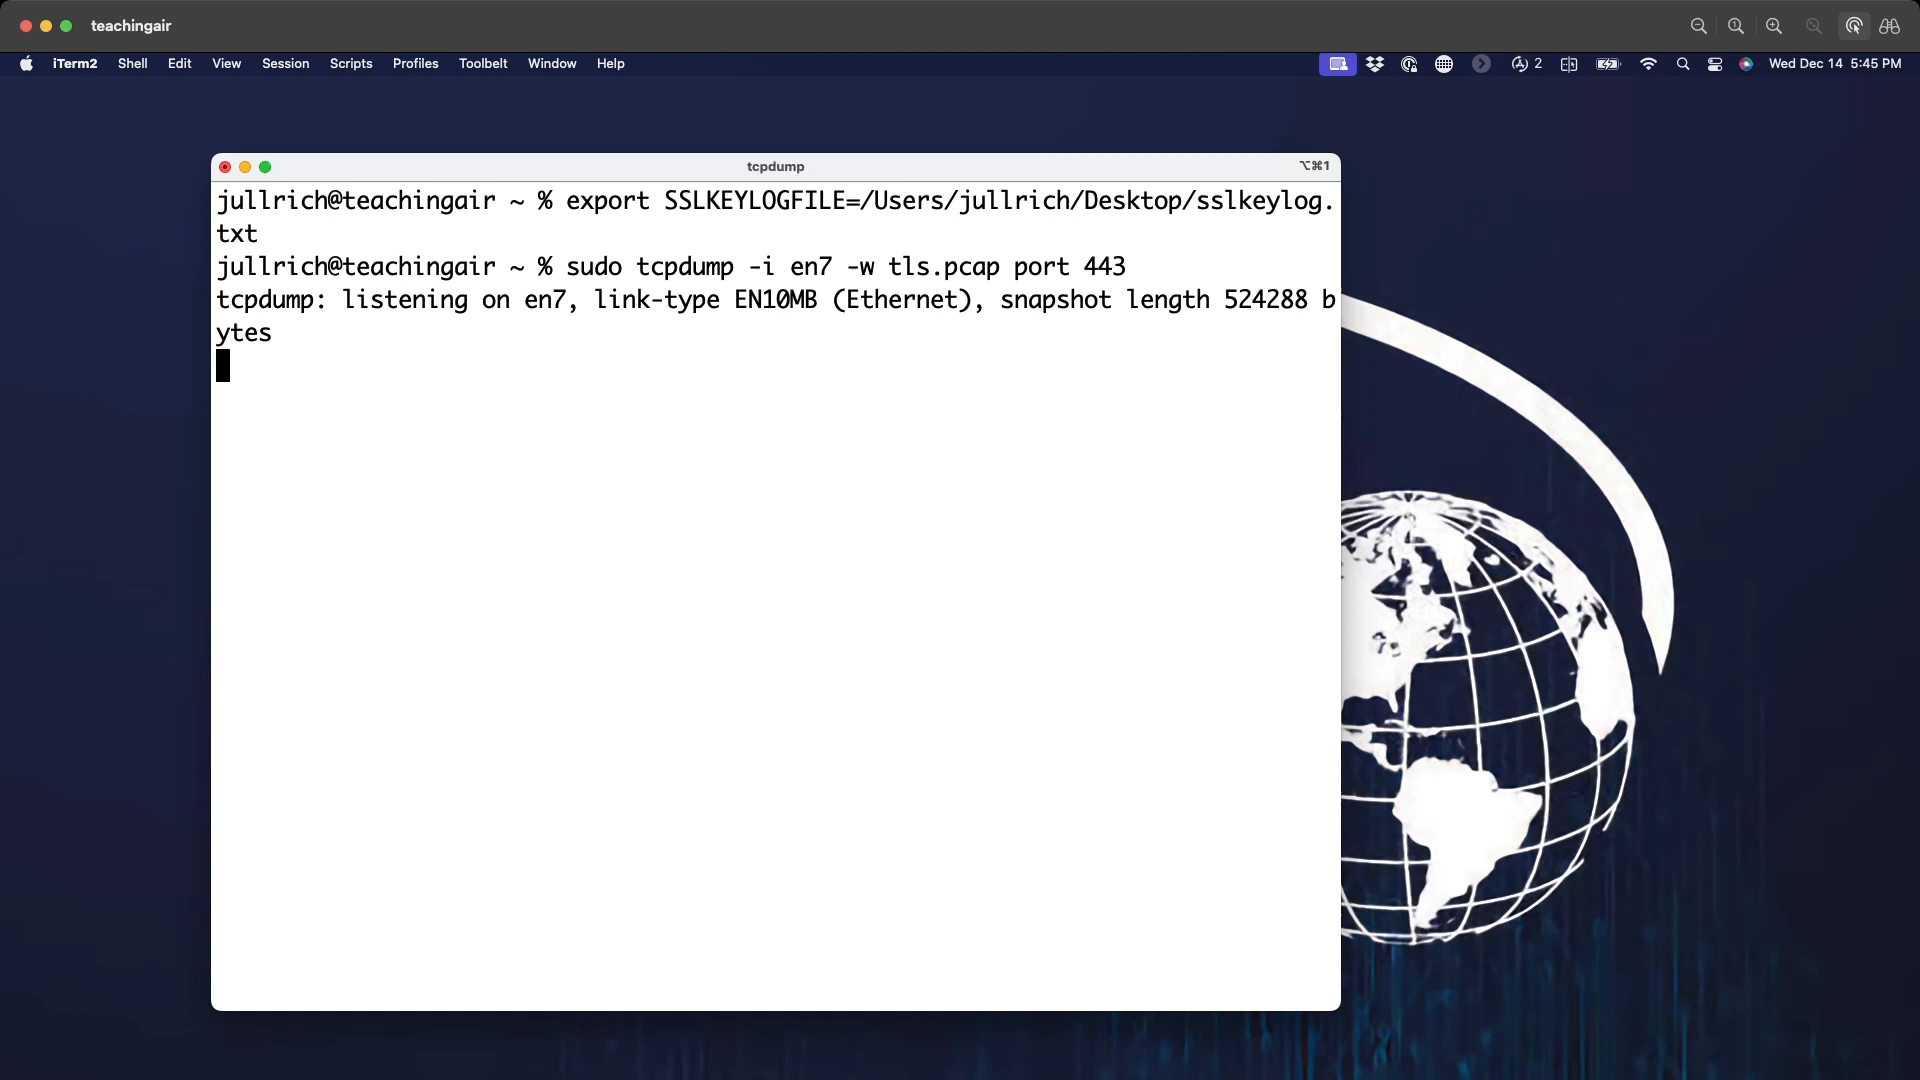 teachingair
iTerm2 Shell Edit View Session Scripts Profiles Toolbelt Window Help 2 Wed Dec 14 5:45 PM
tcpdump ⌥⌘1
jullrich@teachingair ~ % export SSLKEYLOGFILE=/Users/jullrich/Desktop/sslkeylog.
txt
jullrich@teachingair ~ % sudo tcpdump -i en7 -w tls.pcap port 443
tcpdump: listening on en7, link-type EN10MB (Ethernet), snapshot length 524288 b
ytes